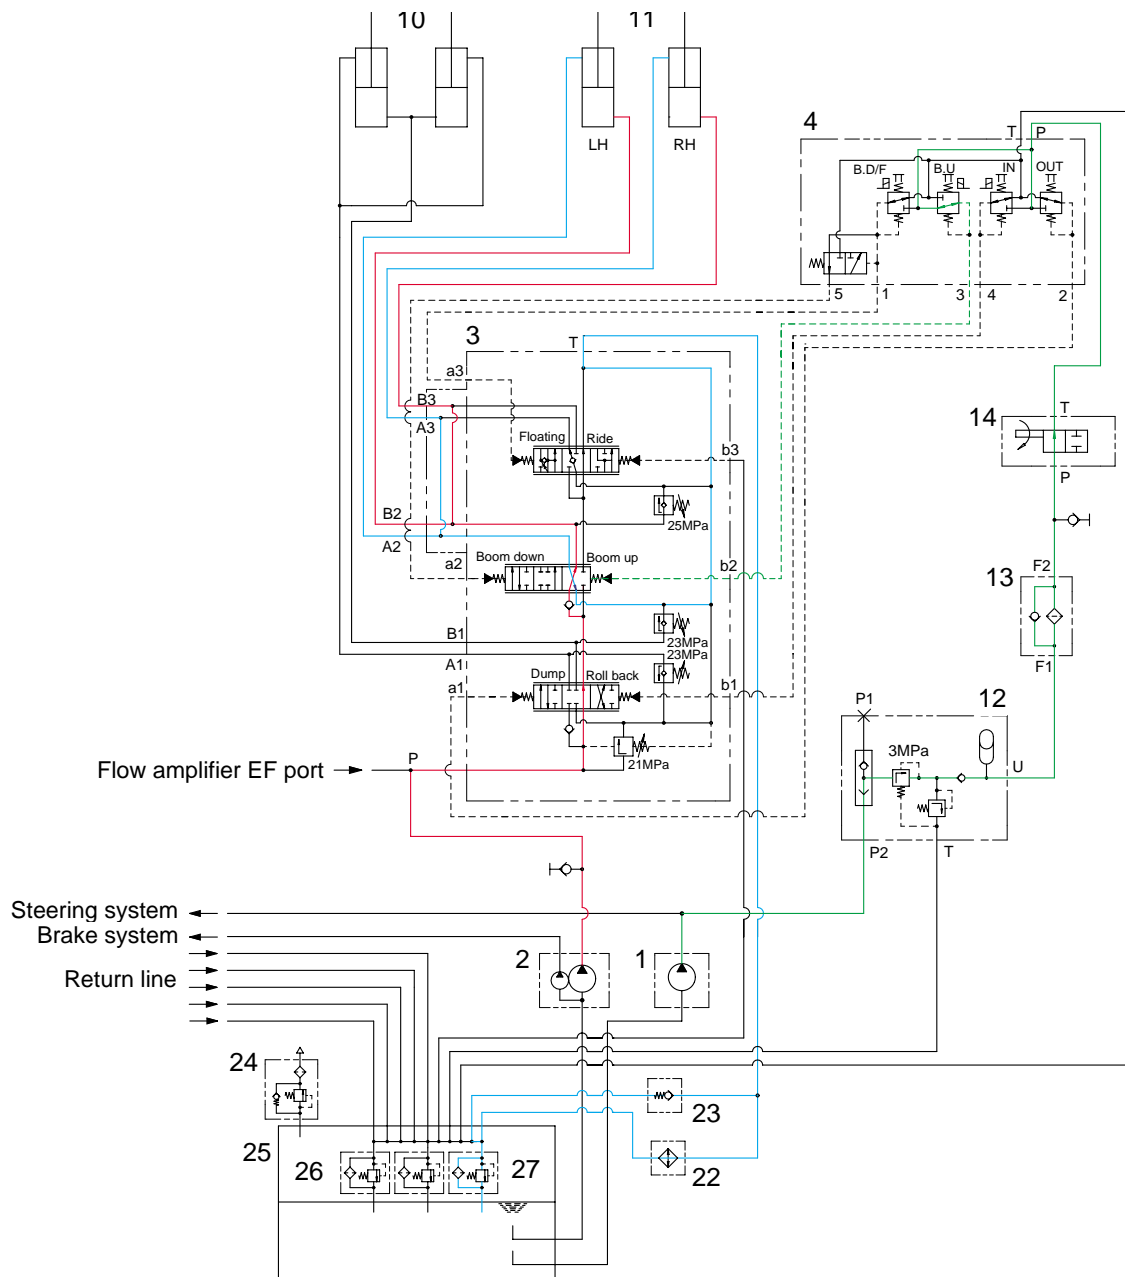 10
11
LH
RH
4
T
P
B.D/F
B.U
IN
OUT
5
1
3
4
2
3
T
a3
B3
A3
Floating
Ride
b3
14
T
P
25MPa
B2
A2
a2
Boom down
Boom up
b2
13
F2
F1
B1
23MPa
23MPa
A1
a1
Dump
Roll back
b1
P1
12
3MPa
U
P2
T
Flow amplifier EF port
P
21MPa
Steering system
Brake system
Return line
2
1
24
23
25
26
27
22